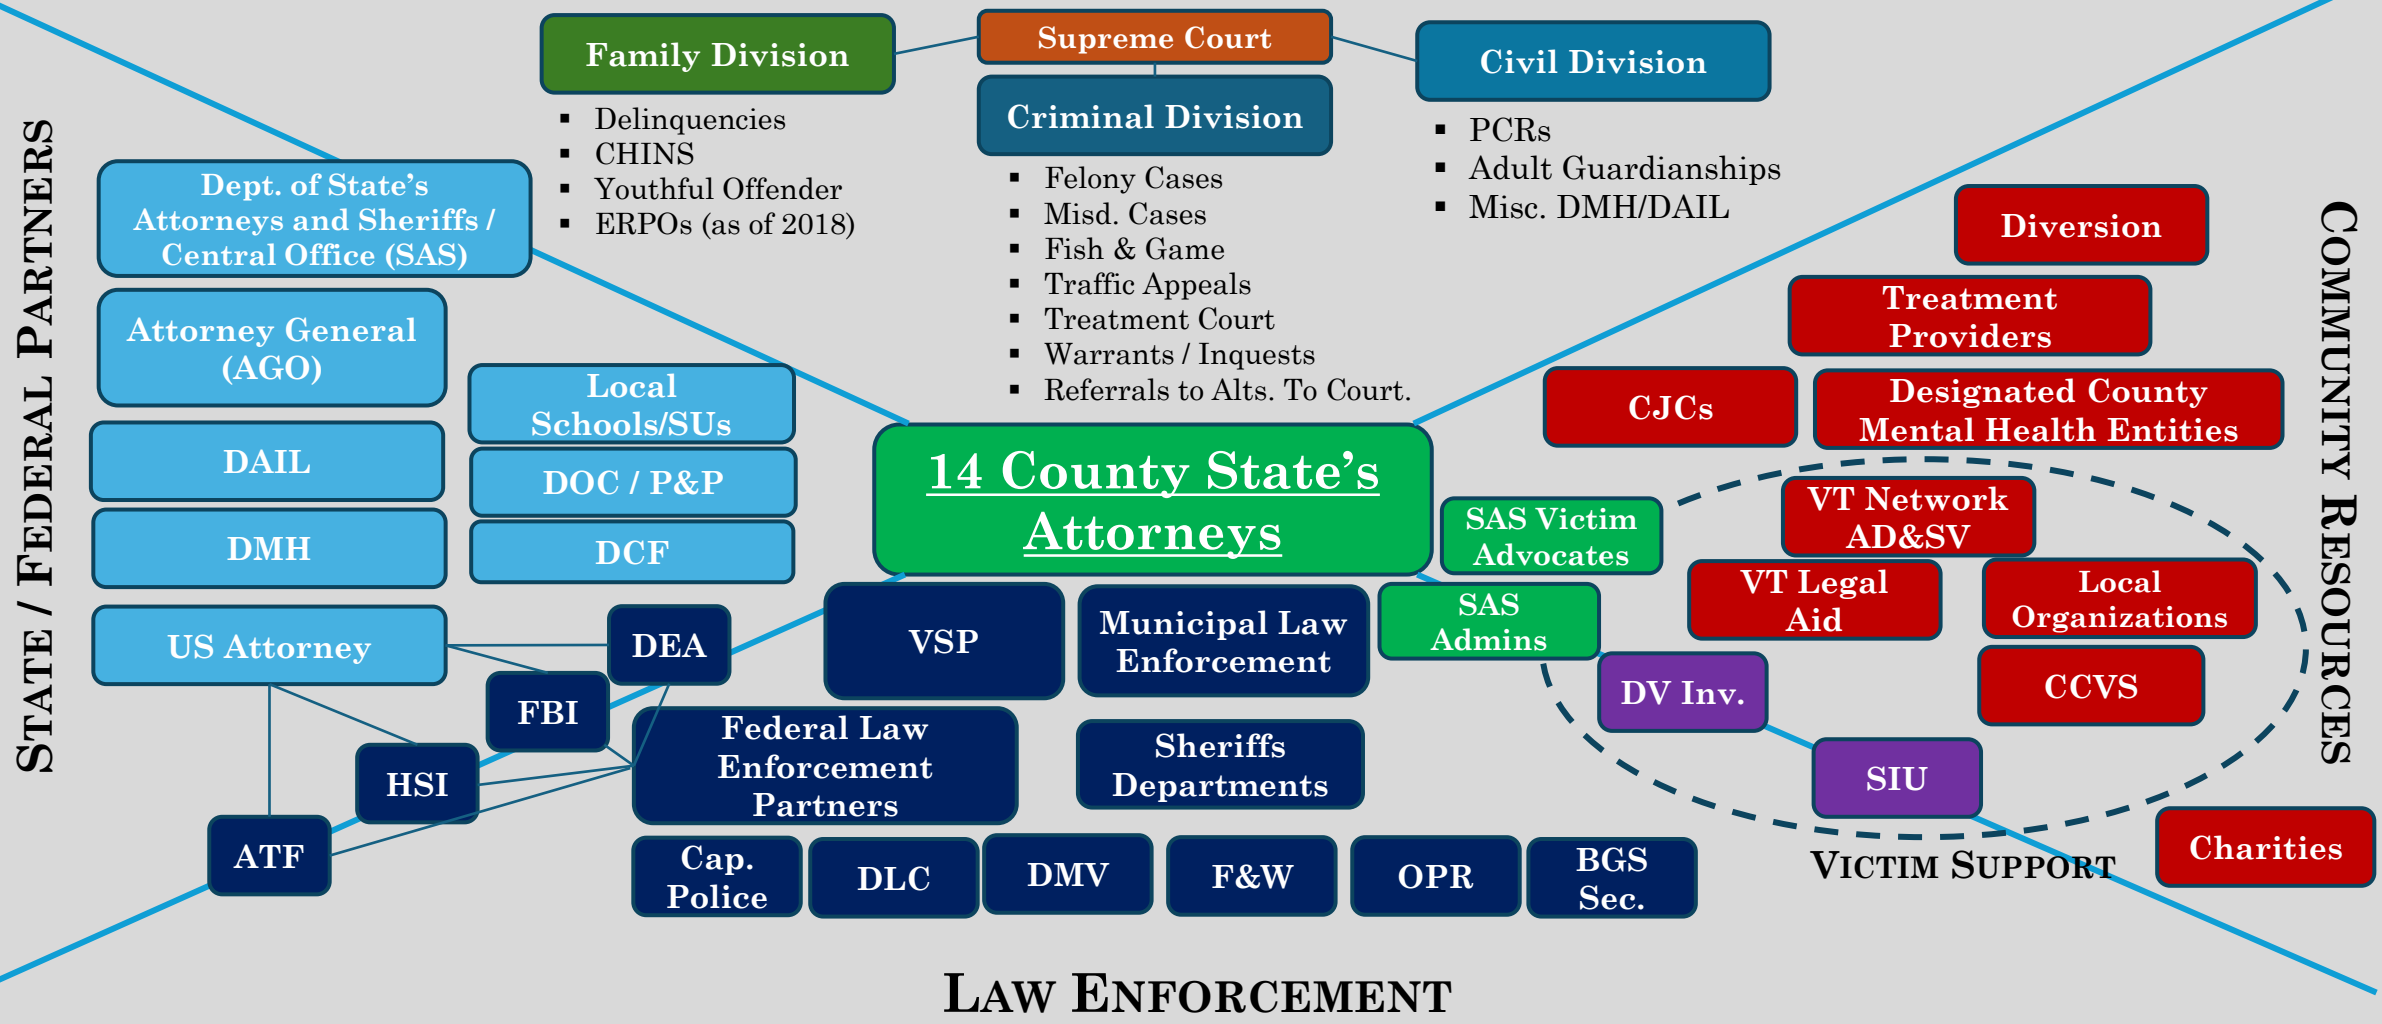 Family Division
Delinquencies
CHINS
Youthful Offender
ERPOs (as of 2018)
Supreme Court
Criminal Division
Felony Cases
Misd. Cases
Fish & Game
Traffic Appeals
Treatment Court
Warrants / Inquests
Referrals to Alts. To Court.
Civil Division
PCRs
Adult Guardianships
Misc. DMH/DAIL
STATE / FEDERAL PARTNERS
Dept. of State’s
Attorneys and Sheriffs /
Central Office (SAS)
Attorney General
(AGO)
DAIL
DMH
US Attorney
Local
Schools/SUs
DOC / P&P
DCF
14 County State’s
Attorneys
SAS Victim
Advocates
SAS
Admins
COMMUNITY RESOURCES
Diversion
Treatment
Providers
CJCs
Designated County
Mental Health Entities
VT Network
AD&SV
VT Legal
Aid
Local
Organizations
CCVS
DV Inv.
SIU
VICTIM SUPPORT
Charities
DEA
FBI
HSI
ATF
VSP
Municipal Law
Enforcement
Federal Law
Enforcement
Partners
Sheriffs
Departments
Cap.
Police
DLC
DMV
F&W
OPR
BGS
Sec.
LAW ENFORCEMENT